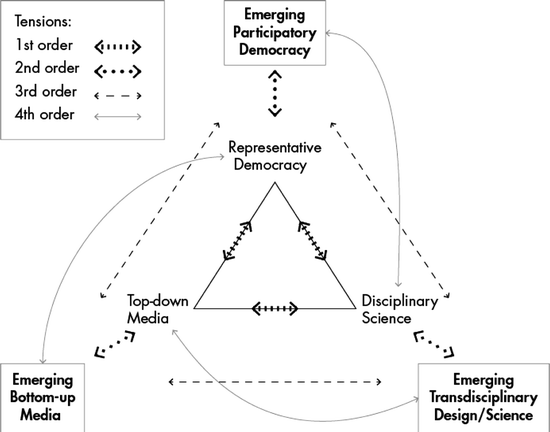 Tensions:
1st order
2nd order
3rd order
4th order
Emerging
Participatory
Democracy
Representative
Democracy
Top-down
Media
Disciplinary
Science
Emerging
Bottom-up
Media
Emerging
Transdisciplinary
Design/Science